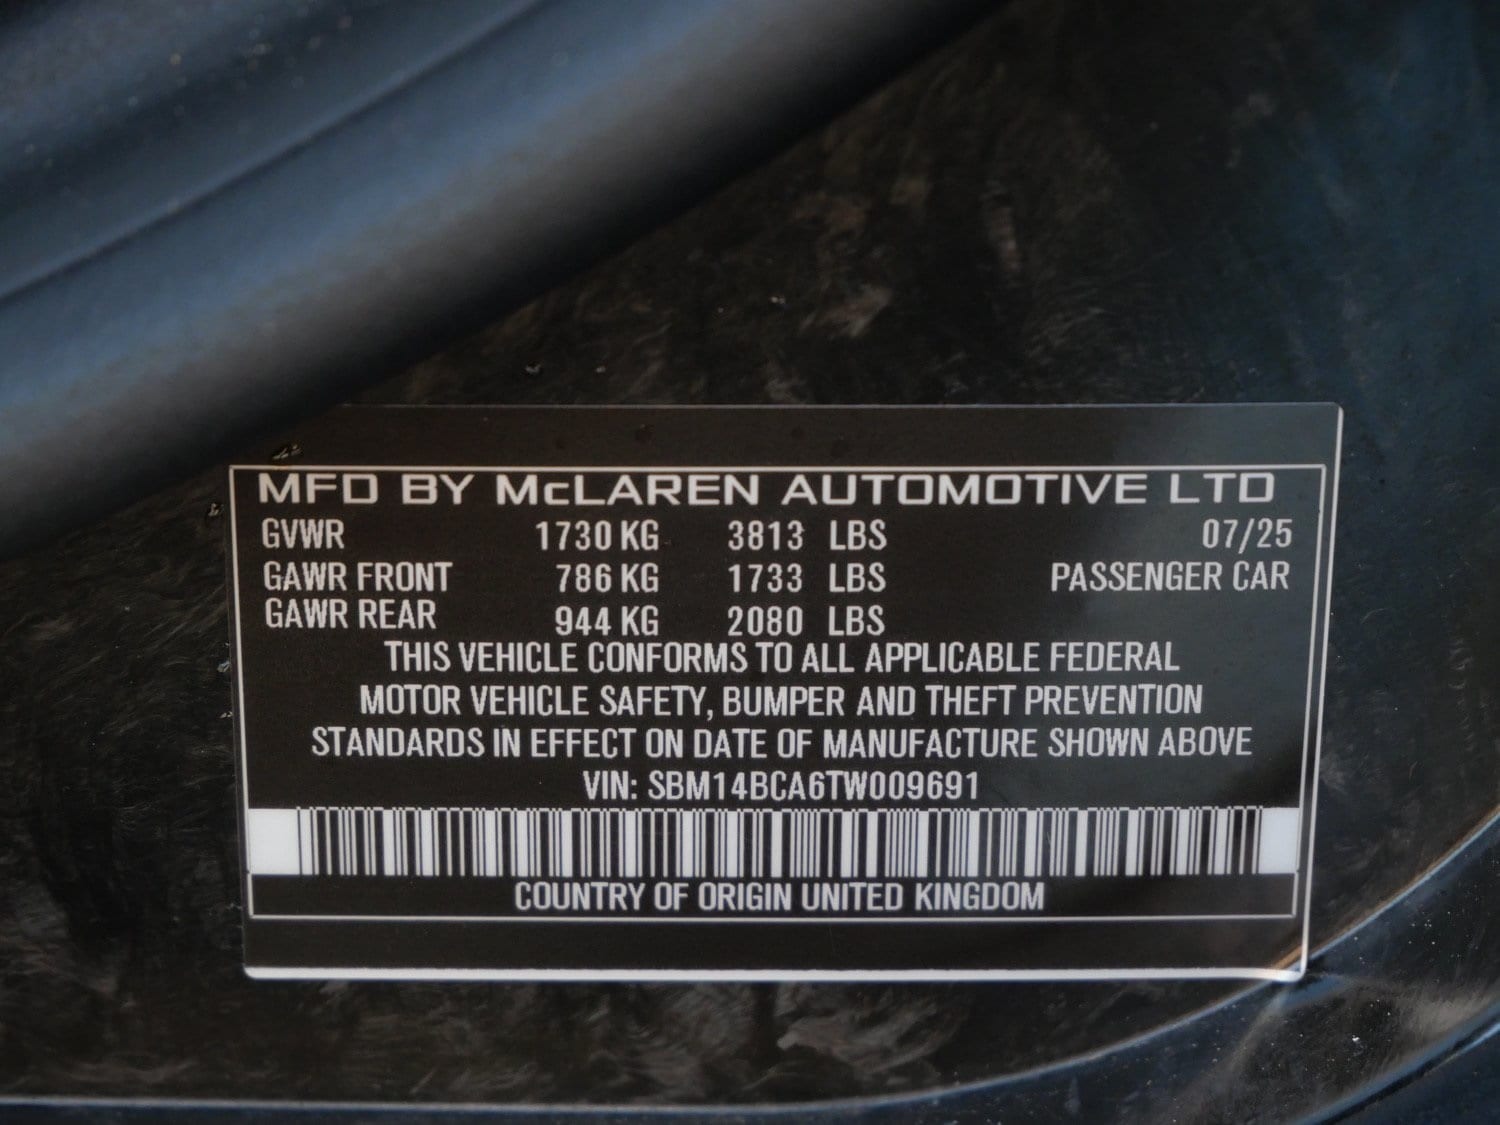 MFD BY McLAREN AUTOMOTIVE LTD
GVWR 1730 KG 3813 LBS 07/25
GAWR FRONT 786 KG 1733 LBS PASSENGER CAR
GAWR REAR 944 KG 2080 LBS
THIS VEHICLE CONFORMS TO ALL APPLICABLE FEDERAL
MOTOR VEHICLE SAFETY, BUMPER AND THEFT PREVENTION
STANDARDS IN EFFECT ON DATE OF MANUFACTURE SHOWN ABOVE
VIN: SBM14BCA6TW009691
COUNTRY OF ORIGIN UNITED KINGDOM